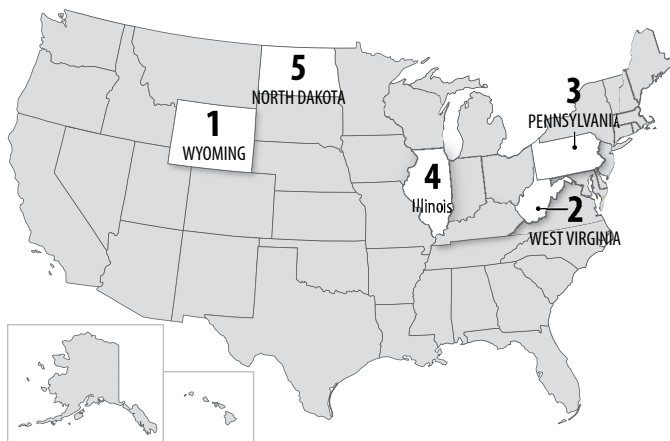 5
NORTH DAKOTA
1
WYOMING
3
PENNSYLVANIA
4
Illinois
2
WEST VIRGINIA